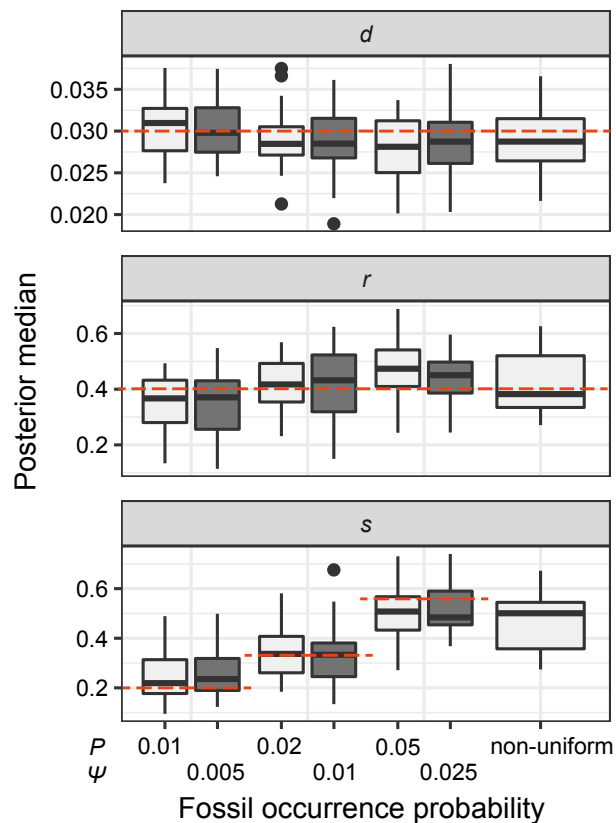 d
0.035
0.030
0.025
0.020
r
0.6
0.4
0.2
Posterior median
s
0.6
0.4
0.2
P 0.01 0.02 0.05 non-uniform
Ψ 0.005 0.01 0.025
Fossil occurrence probability